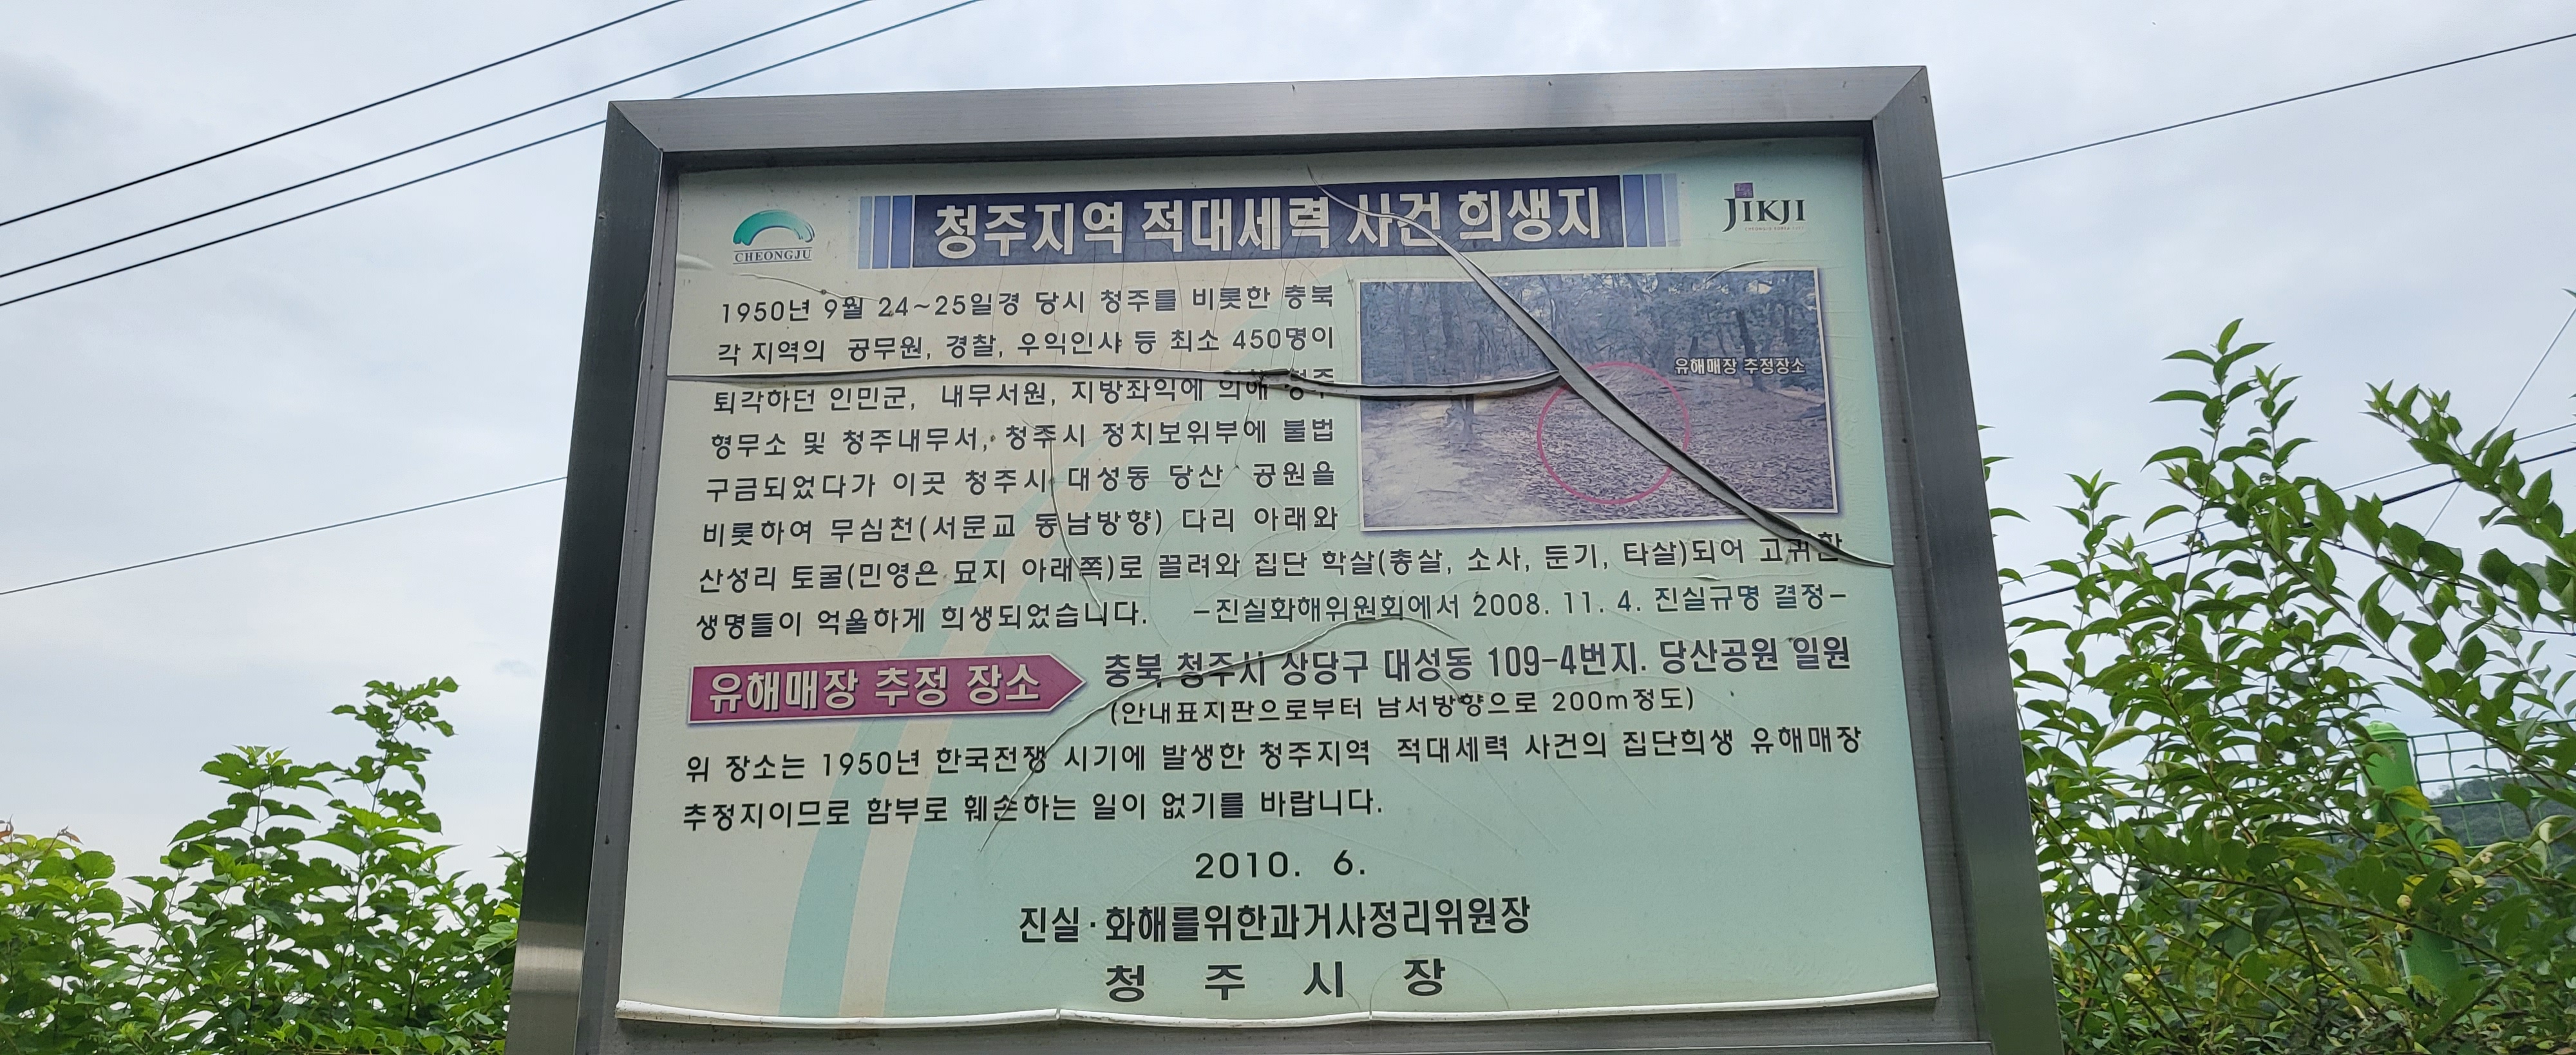 CHEONGJU
청주지역 적대세력 사건 희생지
JIKJI
1950년 9월 24~25일경 당시 청주를 비롯한 충북
각 지역의 공무원, 경찰, 우익인사 등 최소 450명이
퇴각하던 인민군, 내무서원, 지방좌익에 의해 청주
형무소 및 청주내무서, 청주시 정치보위부에 불법
구금되었다가 이곳 청주시 대성동 당산 공원을
비롯하여 무심천(서문교 동남방향) 다리 아래와
산성리 토굴(민영은 묘지 아래쪽)로 끌려와 집단 학살(총살, 소사, 둔기, 타살)되어 고귀한
생명들이 억울하게 희생되었습니다. -진실화해위원회에서 2008. 11. 4. 진실규명 결정-
유해매장 추정장소
유해매장 추정 장소
충북 청주시 상당구 대성동 109-4번지. 당산공원 일원
(안내표지판으로부터 남서방향으로 200m정도)
위 장소는 1950년 한국전쟁 시기에 발생한 청주지역 적대세력 사건의 집단희생 유해매장
추정지이므로 함부로 훼손하는 일이 없기를 바랍니다.
2010. 6.
진실·화해를위한과거사정리위원장
청 주 시 장